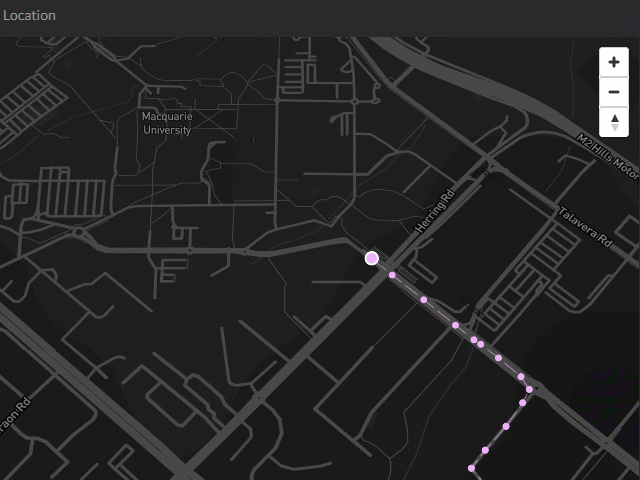 Location
Macquarie
University
Herring Rd
M2 Hills Motor
Talavera Rd
raon Rd